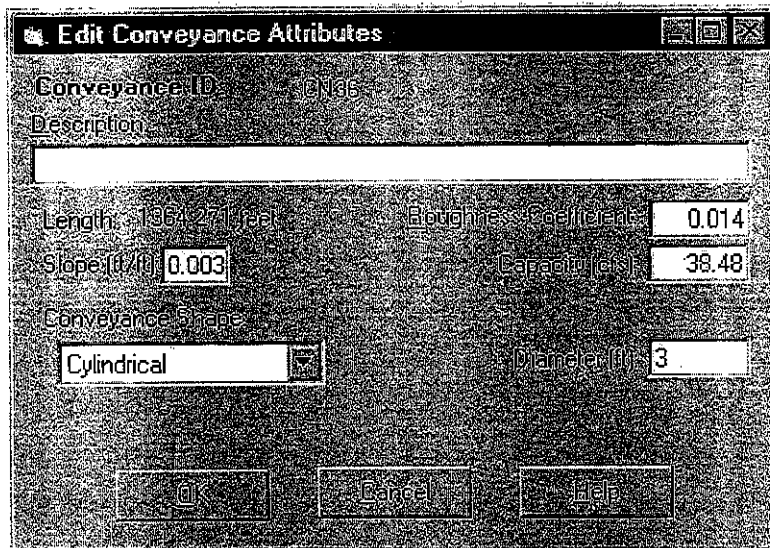 Edit Conveyance Attributes
Conveyance ID: CN36
Description:
Length: 1364.271 feet
Roughness Coefficient: 0.014
Slope (ft/ft): 0.003
Capacity (cfs): 38.48
Conveyance Shape:
Cylindrical
Diameter (ft): 3
OK Cancel Help